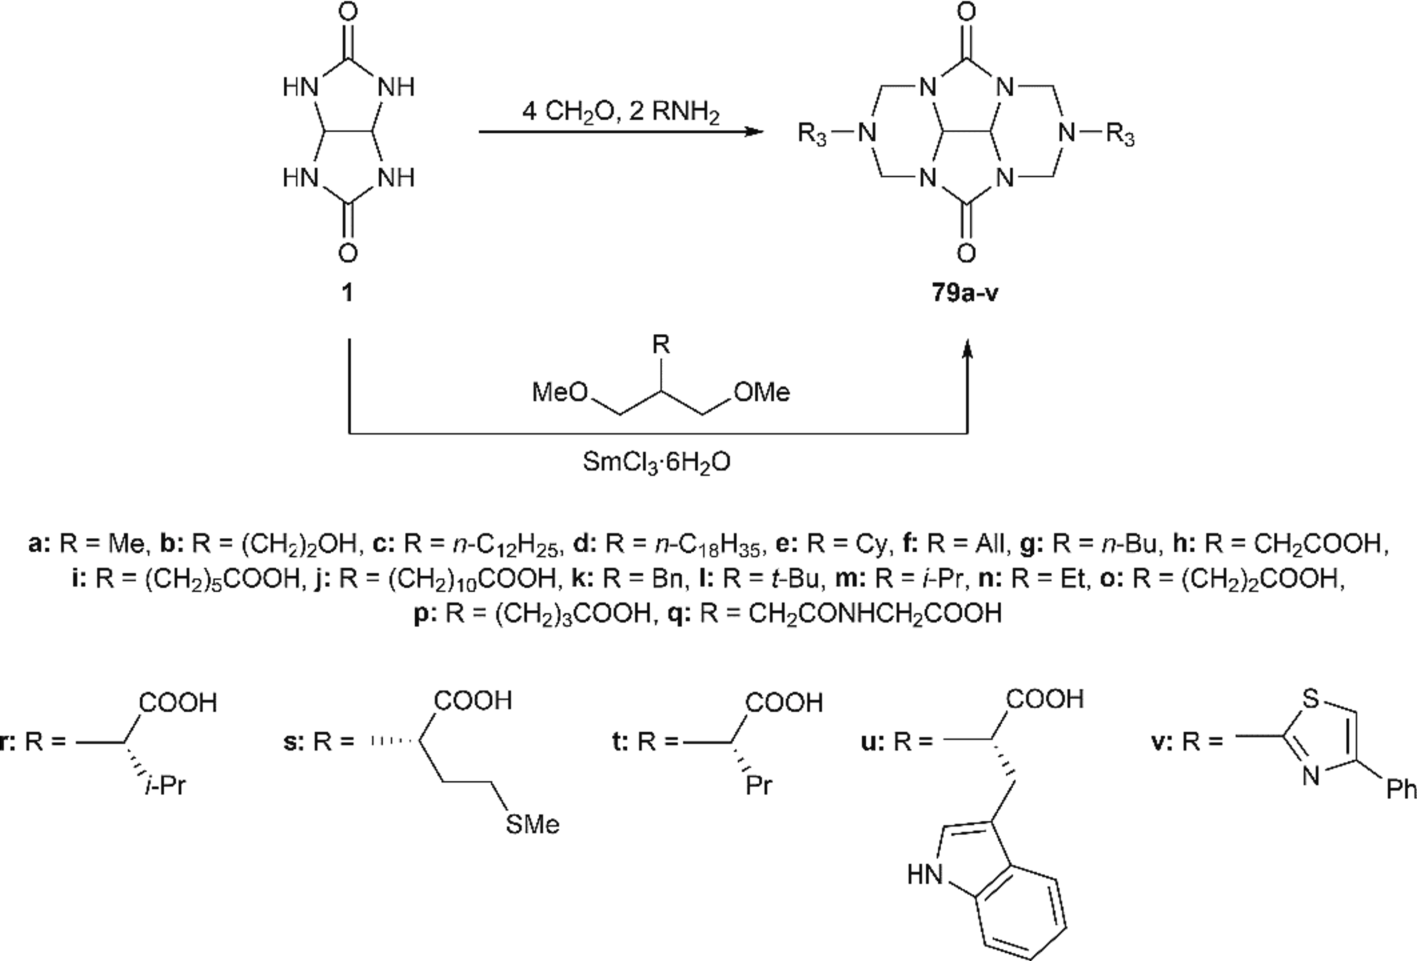 O O
HN NH N N
4 CH₂O, 2 RNH₂
R₃ N N R₃
HN NH N N
O O
1 79a-v
R
MeO OMe
SmCl₃·6H₂O
a: R = Me, b: R = (CH₂)₂OH, c: R = n-C₁₂H₂₅, d: R = n-C₁₈H₃₅, e: R = Cy, f: R = All, g: R = n-Bu, h: R = CH₂COOH,
i: R = (CH₂)₅COOH, j: R = (CH₂)₁₀COOH, k: R = Bn, l: R = t-Bu, m: R = i-Pr, n: R = Et, o: R = (CH₂)₂COOH,
p: R = (CH₂)₃COOH, q: R = CH₂CONHCH₂COOH
COOH COOH COOH COOH S
r: R = s: R = t: R = u: R = v: R =
i-Pr Pr N Ph
SMe
HN